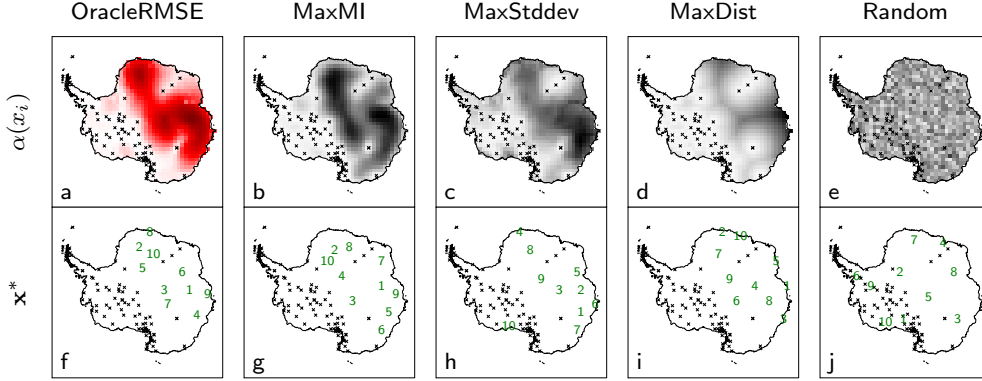 OracleRMSE MaxMI MaxStddev MaxDist Random
α(x_i)
a b c d e
x*
8 2 10 5 6 3 1 9 7 4
2 8 10 7 4 1 9 3 5 6
4 8 5 9 3 2 6 1 7 10
2 10 7 5 9 4 1 6 8 3
7 4 2 8 6 9 5 10 1 3
f g h i j